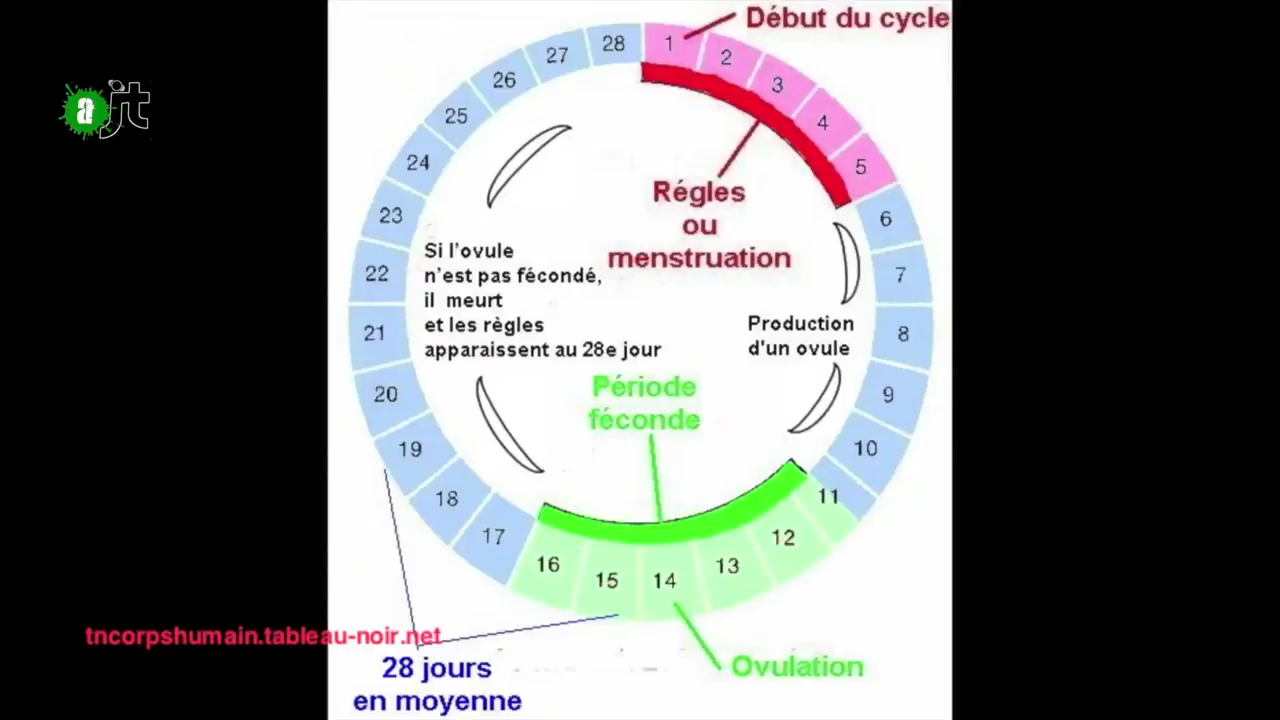 Début du cycle
1
2
3
4
5
6
7
8
9
10
11
12
13
14
15
16
17
18
19
20
21
22
23
24
25
26
27
28
ajt
Régles
ou
menstruation
Si l'ovule
n'est pas fécondé,
il meurt
et les règles
apparaissent au 28e jour
Production
d'un ovule
Période
féconde
Ovulation
tncorpshumain.tableau-noir.net
28 jours
en moyenne